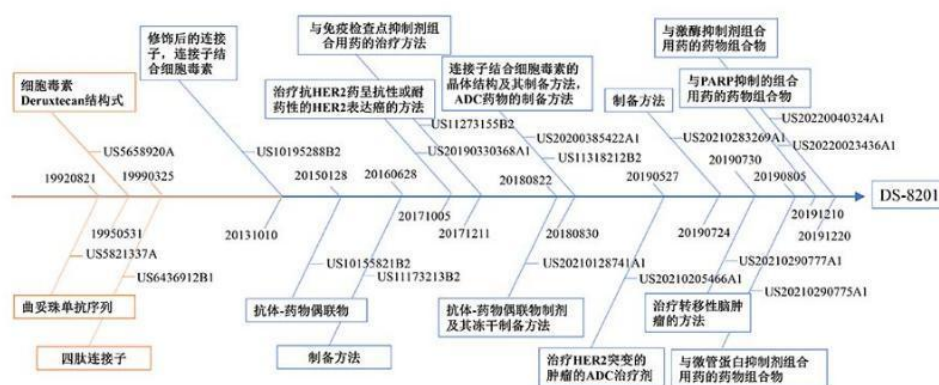 修饰后的连
接子，连接子结
合细胞毒素
与免疫检查点抑制剂组
合用药的治疗方法
与激酶抑制剂组合
用药的药物组合物
细胞毒素
Deruxtecan结构式
治疗抗HER2药呈抗性或耐
药性的HER2表达癌的方法
连接子结合细胞毒素的
晶体结构及其制备方法，
ADC药物的制备方法
制备方法
与PARP抑制的组合
用药的药物组合物
US5658920A
US10195288B2
US11273155B2
US20190330368A1
US20200385422A1
US11318212B2
US20210283269A1
US20220040324A1
US20220023436A1
19920821
19990325
20150128
20160628
20180822
20190527
20190730
20190805
DS-8201
19950531
20131010
20171005
20171211
20180830
20190724
20191210
20191220
US5821337A
US6436912B1
US10155821B2
US11173213B2
US20210128741A1
US20210205466A1
US20210290777A1
US20210290775A1
曲妥珠单抗序列
抗体-药物偶联物
抗体-药物偶联物制剂
及其冻干制备方法
治疗转移性脑肿
瘤的方法
四肽连接子
制备方法
治疗HER2突变的
肿瘤的ADC治疗剂
与微管蛋白抑制剂组合
用药的药物组合物